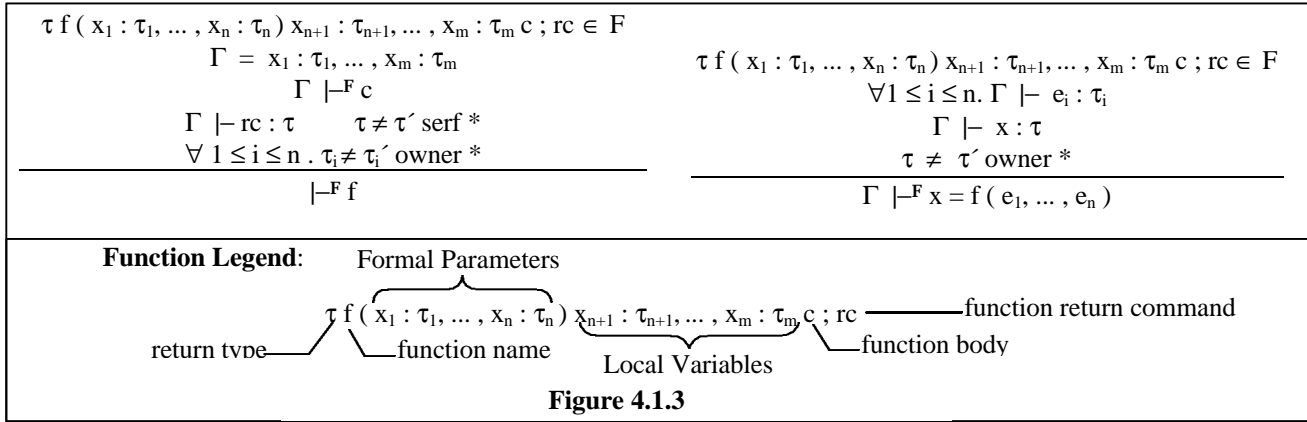 τ f ( x₁ : τ₁, ... , xₙ : τₙ ) xₙ₊₁ : τₙ₊₁, ... , xₘ : τₘ c ; rc ∈ F
Γ = x₁ : τ₁, ... , xₘ : τₘ
Γ |–ᶠ c
Γ |– rc : τ τ ≠ τ´ serf *
∀ 1 ≤ i ≤ n . τᵢ ≠ τᵢ´ owner *
|–ᶠ f
τ f ( x₁ : τ₁, ... , xₙ : τₙ ) xₙ₊₁ : τₙ₊₁, ... , xₘ : τₘ c ; rc ∈ F
∀1 ≤ i ≤ n. Γ |– eᵢ : τᵢ
Γ |– x : τ
τ ≠ τ´ owner *
Γ |–ᶠ x = f ( e₁, ... , eₙ )
Function Legend: Formal Parameters
τ f ( x₁ : τ₁, ... , xₙ : τₙ ) xₙ₊₁ : τₙ₊₁, ... , xₘ : τₘ c ; rc function return command
return type function name function body
Local Variables
Figure 4.1.3